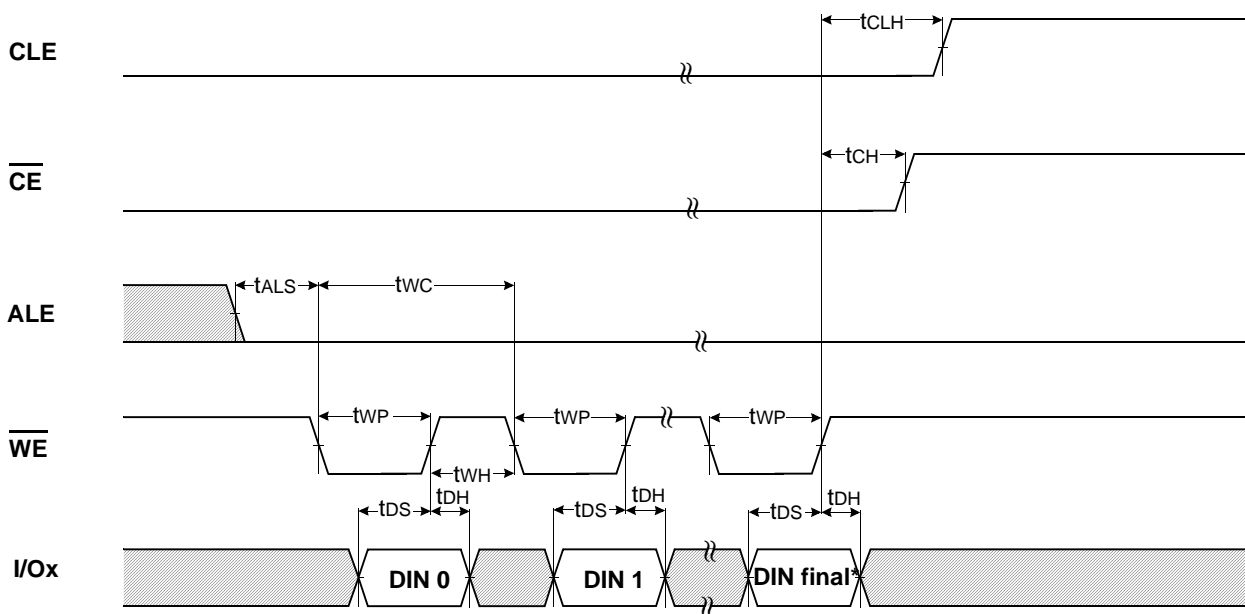 tCLH
CLE
tCH
CE
tALS
tWC
ALE
tWP
tWP
tWP
WE
tWH
tDS
tDH
tDS
tDH
tDS
tDH
I/Ox
DIN 0
DIN 1
DIN final*